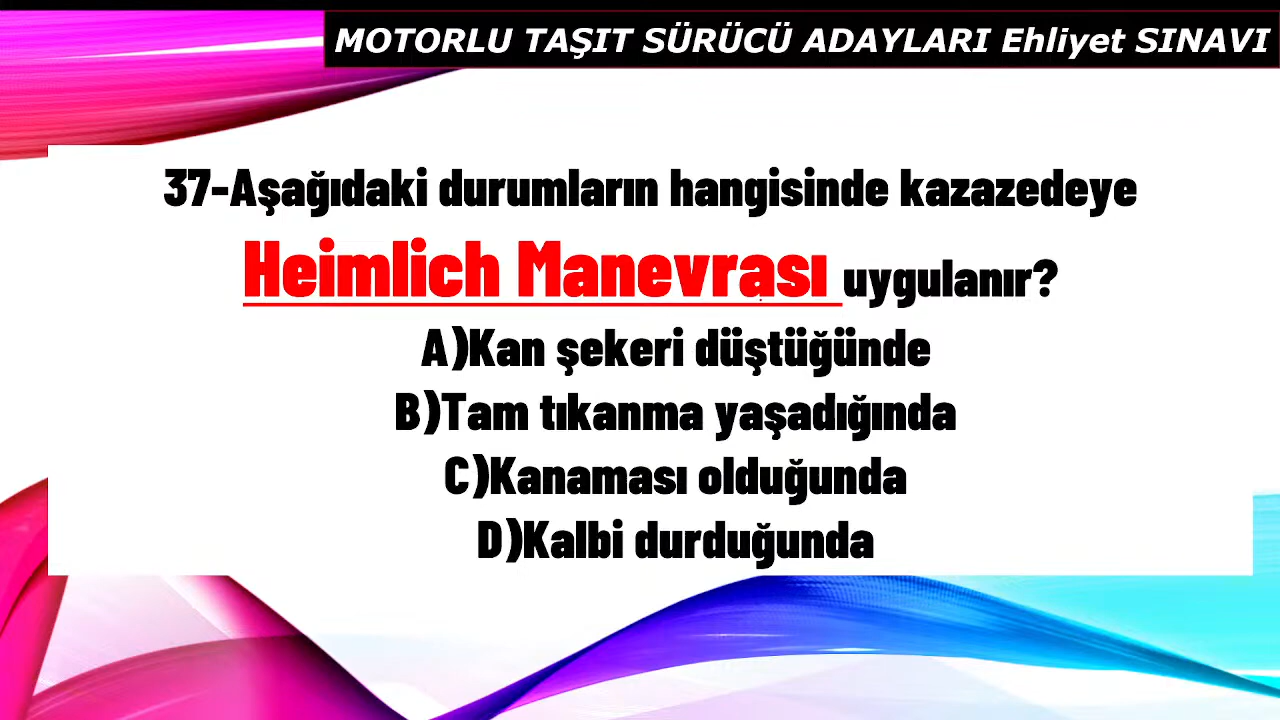 MOTORLU TAŞIT SÜRÜCÜ ADAYLARI Ehliyet SINAVI
37-Aşağıdaki durumların hangisinde kazazedeye
Heimlich Manevrası uygulanır?
A)Kan şekeri düştüğünde
B)Tam tıkanma yaşadığında
C)Kanaması olduğunda
D)Kalbi durduğunda